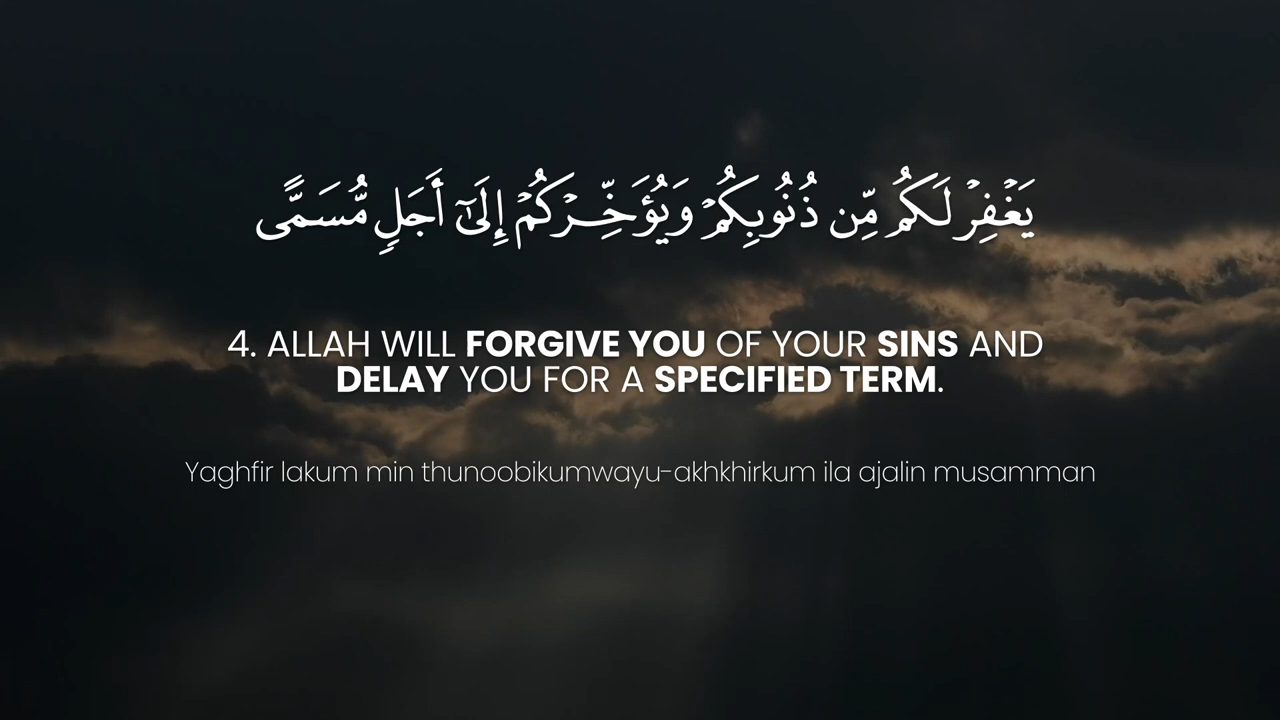 يَغْفِرْ لَكُم مِّن ذُنُوبِكُمْ وَيُؤَخِّرْكُمْ إِلَىٰٓ أَجَلٍ مُّسَمًّى
4. ALLAH WILL FORGIVE YOU OF YOUR SINS AND
DELAY YOU FOR A SPECIFIED TERM.
Yaghfir lakum min thunoobikumwayu-akhkhirkum ila ajalin musamman